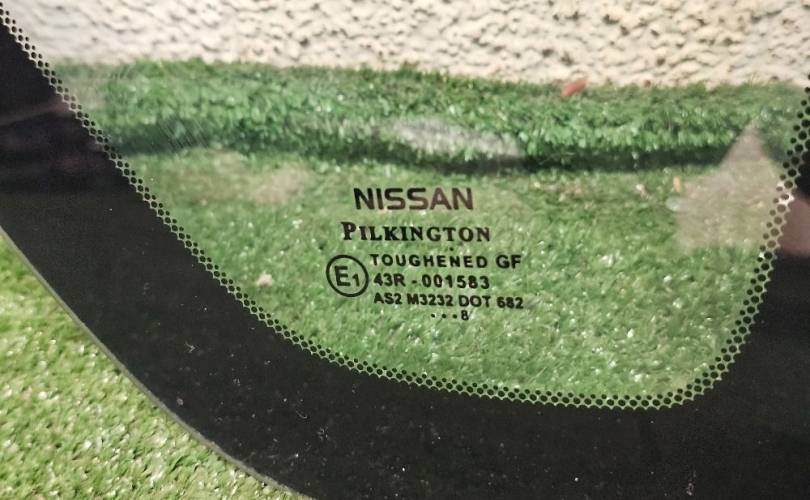 NISSAN
PILKINGTON
TOUGHENED GF
E1 43R - 001583
AS2 M3232 DOT 682
...8